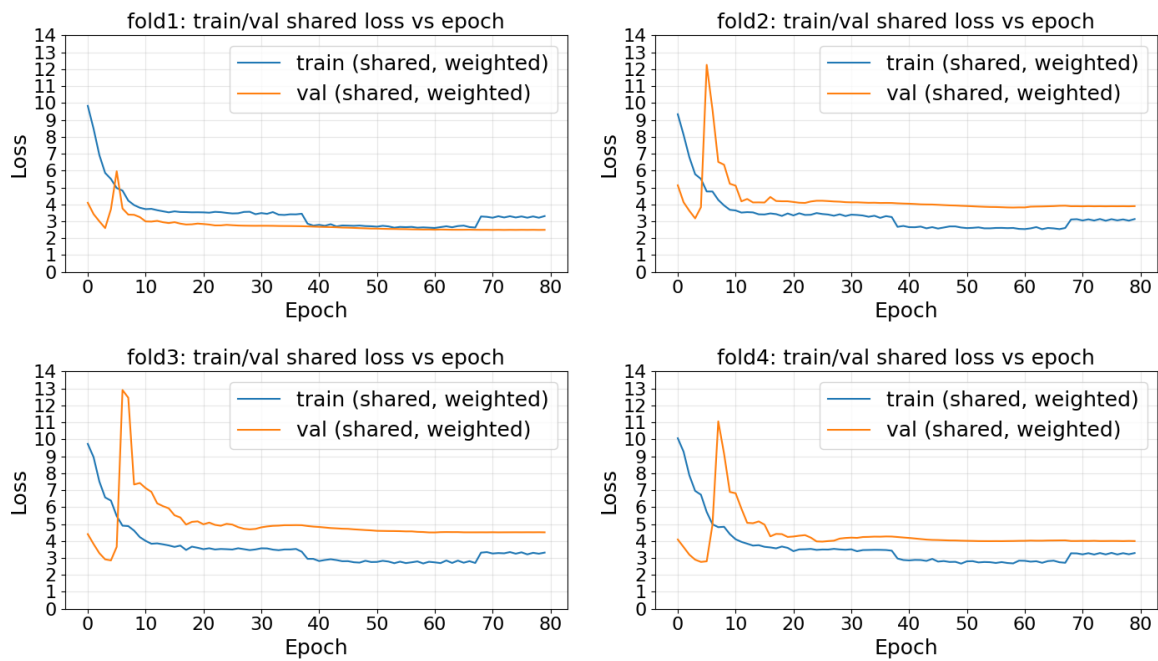 fold1: train/val shared loss vs epoch
14
13
12
11
10
9
8
7
6
5
4
3
2
1
0
Loss
train (shared, weighted)
val (shared, weighted)
0 10 20 30 40 50 60 70 80
Epoch
fold2: train/val shared loss vs epoch
14
13
12
11
10
9
8
7
6
5
4
3
2
1
0
Loss
train (shared, weighted)
val (shared, weighted)
0 10 20 30 40 50 60 70 80
Epoch
fold3: train/val shared loss vs epoch
14
13
12
11
10
9
8
7
6
5
4
3
2
1
0
Loss
train (shared, weighted)
val (shared, weighted)
0 10 20 30 40 50 60 70 80
Epoch
fold4: train/val shared loss vs epoch
14
13
12
11
10
9
8
7
6
5
4
3
2
1
0
Loss
train (shared, weighted)
val (shared, weighted)
0 10 20 30 40 50 60 70 80
Epoch